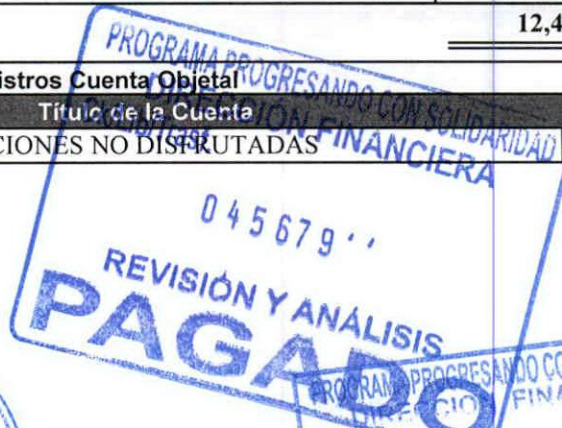 12,4
istros Cuenta Objetal
Título de la Cuenta
CIONES NO DISFRUTADAS
PROGRAMA PROGRESANDO CON SOLIDARIDAD
DIRECCIÓN FINANCIERA
045679
REVISIÓN Y ANÁLISIS
PAGADO
PROGRAMA PROGRESANDO CO
FINA